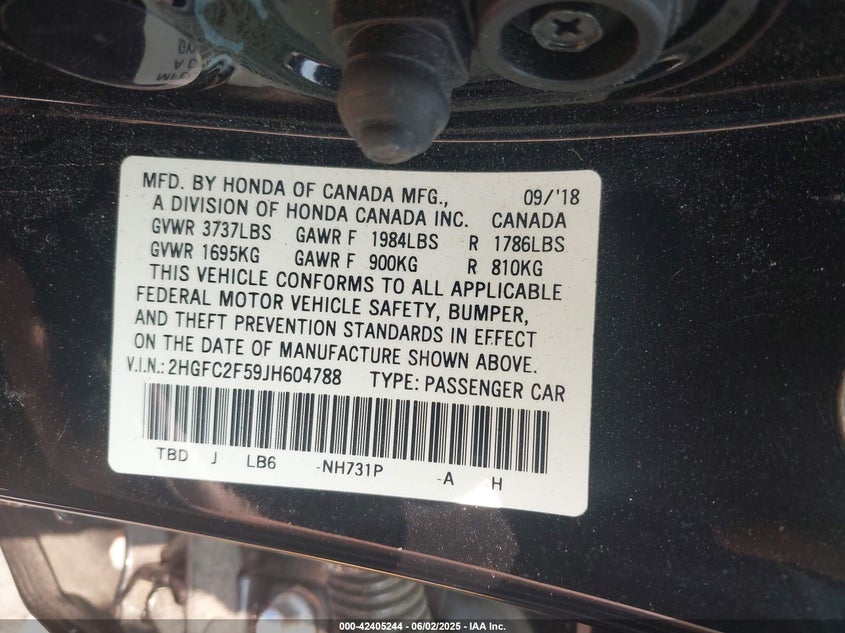 MFD. BY HONDA OF CANADA MFG., 09/'18
A DIVISION OF HONDA CANADA INC. CANADA
GVWR 3737LBS GAWR F 1984LBS R 1786LBS
GVWR 1695KG GAWR F 900KG R 810KG
THIS VEHICLE CONFORMS TO ALL APPLICABLE
FEDERAL MOTOR VEHICLE SAFETY, BUMPER,
AND THEFT PREVENTION STANDARDS IN EFFECT
ON THE DATE OF MANUFACTURE SHOWN ABOVE.
V.I.N.: 2HGFC2F59JH604788 TYPE: PASSENGER CAR
TBD J LB6 -NH731P -A H
000-42405244 - 06/02/2025 - IAA Inc.